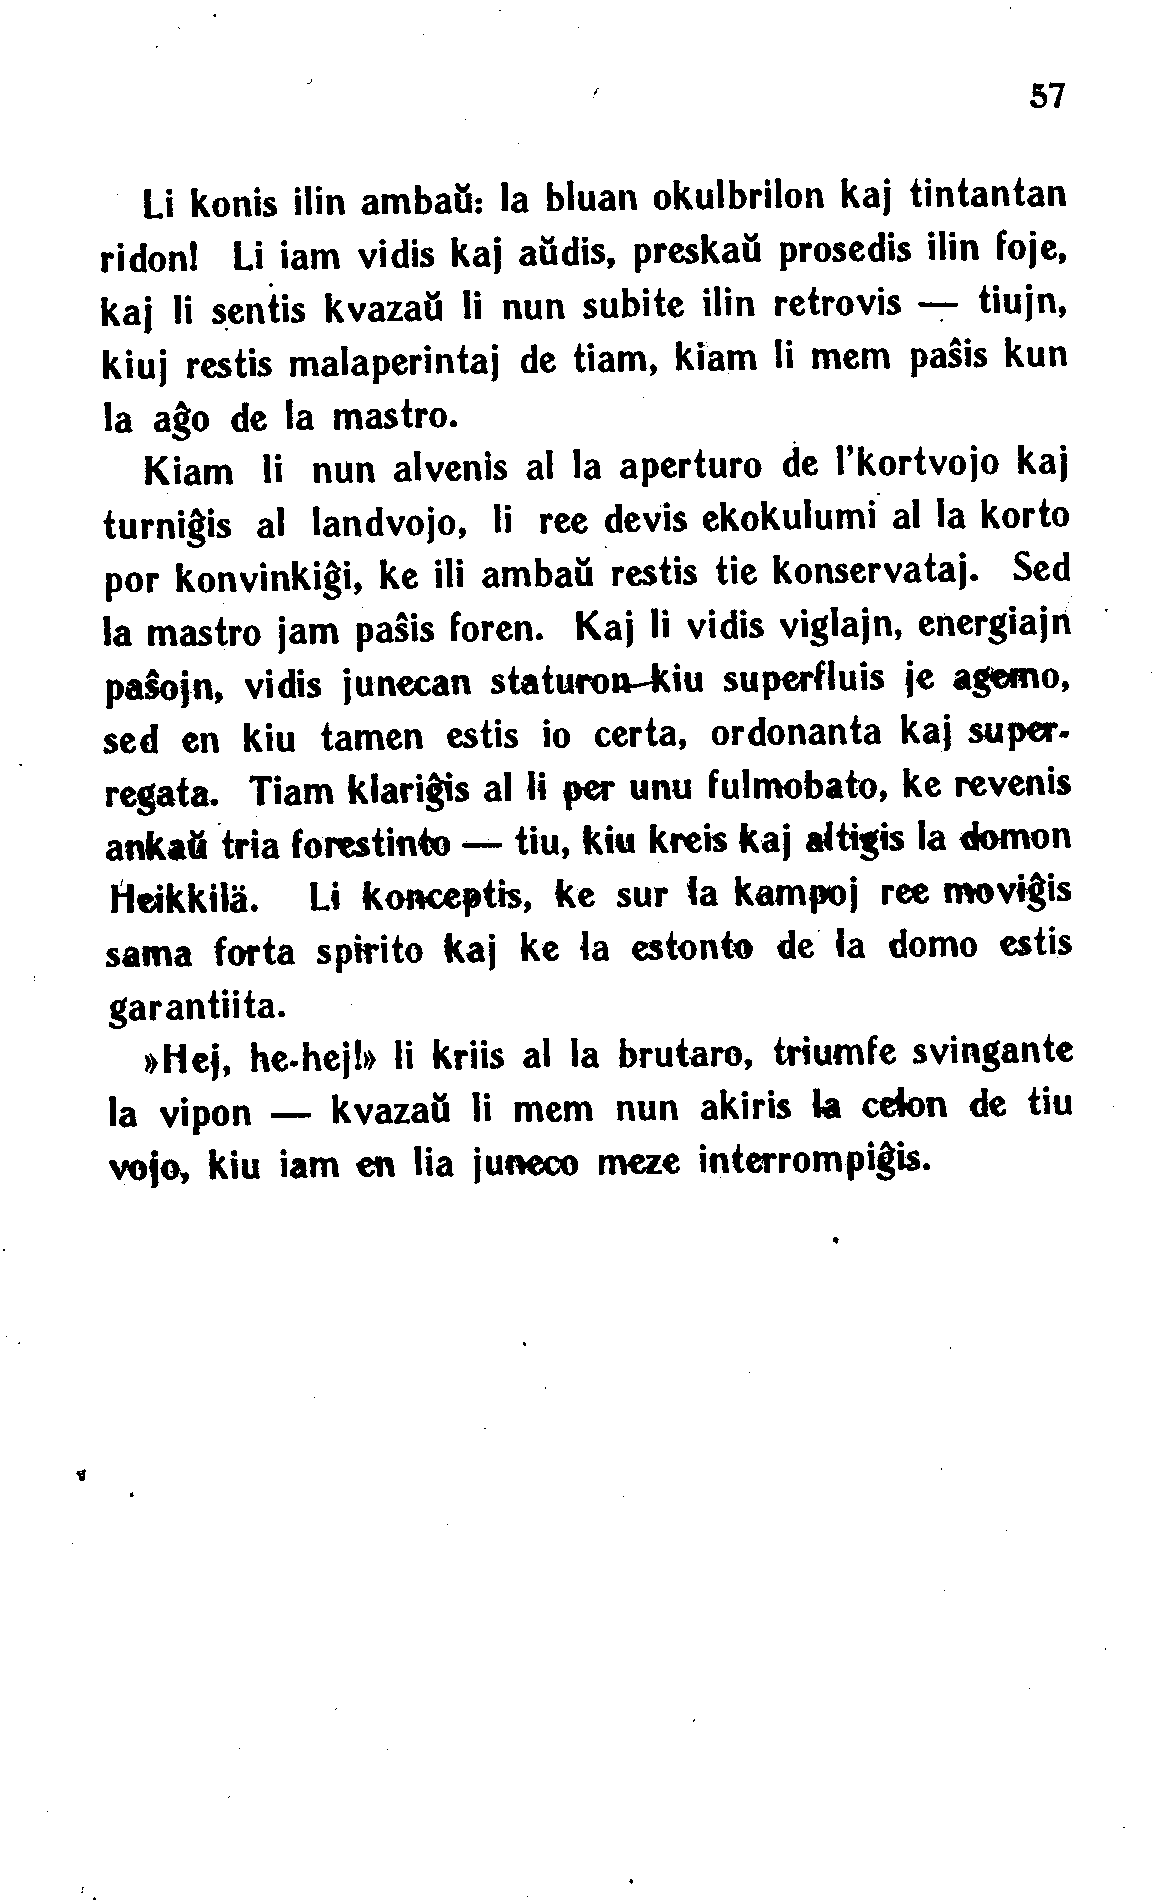 57
Li konis ilin ambaŭ: la bluan okulbrilon kaj tintantan
ridon! Li iam vidis kaj aŭdis, preskaŭ prosedis ilin foje,
kaj li sentis kvazaŭ li nun subite ilin retrovis — tiujn,
kiuj restis malaperintaj de tiam, kiam li mem paŝis kun
la aĝo de la mastro.
Kiam li nun alvenis al la aperturo de l'kortvojo kaj
turniĝis al landvojo, li ree devis ekokulumi al la korto
por konvinkiĝi, ke ili ambaŭ restis tie konservataj. Sed
la mastro jam paŝis foren. Kaj li vidis viglajn, energiajn
paŝojn, vidis junecan staturon—kiu superfluis je agemo,
sed en kiu tamen estis io certa, ordonanta kaj super-
regata. Tiam klariĝis al li per unu fulmobato, ke revenis
ankaŭ tria forestinto — tiu, kiu kreis kaj altigis la domon
Heikkilä. Li konceptis, ke sur la kampoj ree moviĝis
sama forta spirito kaj ke la estonto de la domo estis
garantiita.
»Hej, he-hej!» li kriis al la brutaro, triumfe svingante
la vipon — kvazaŭ li mem nun akiris la celon de tiu
vojo, kiu iam en lia juneco meze interrompiĝis.